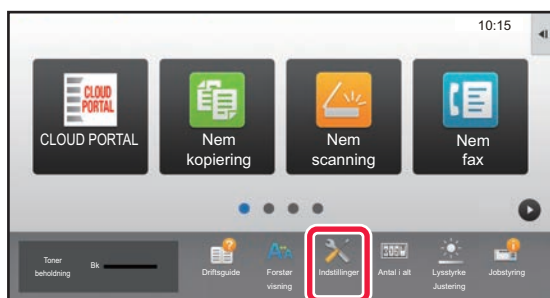 10:15
CLOUD
PORTAL
CLOUD PORTAL
Nem
kopiering
Nem
scanning
Nem
fax
Toner
beholdning
Bk
Driftsguide
Forstør
visning
Indstillinger
Antal i alt
Lysstyrke
Justering
Jobstyring